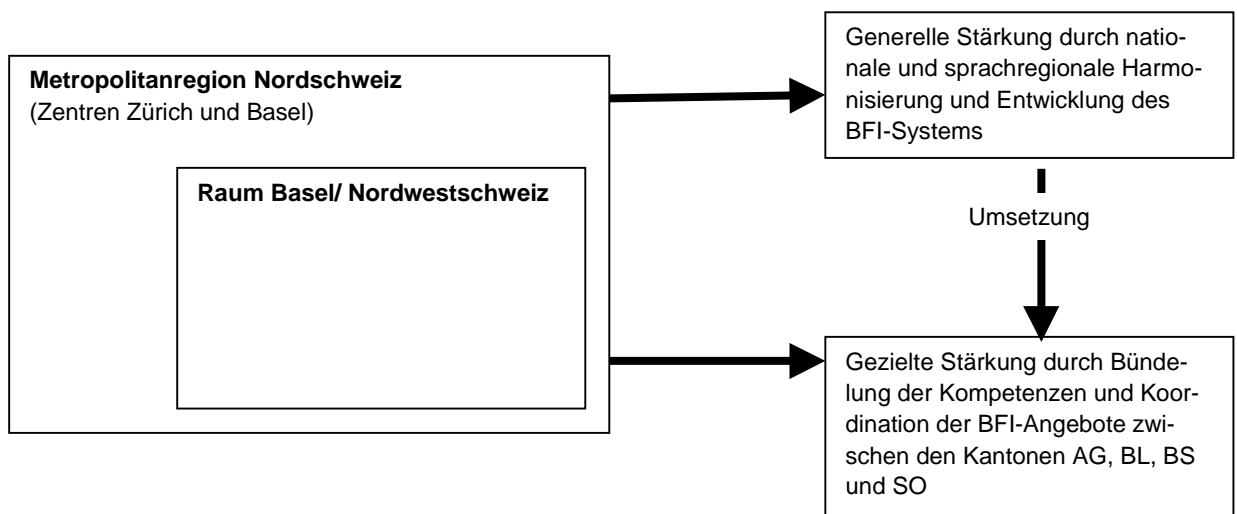 Metropolitanregion Nordschweiz
(Zentren Zürich und Basel)
Raum Basel/ Nordwestschweiz
Generelle Stärkung durch natio-
nale und sprachregionale Harmo-
nisierung und Entwicklung des
BFI-Systems
Umsetzung
Gezielte Stärkung durch Bünde-
lung der Kompetenzen und Koor-
dination der BFI-Angebote zwi-
schen den Kantonen AG, BL, BS
und SO